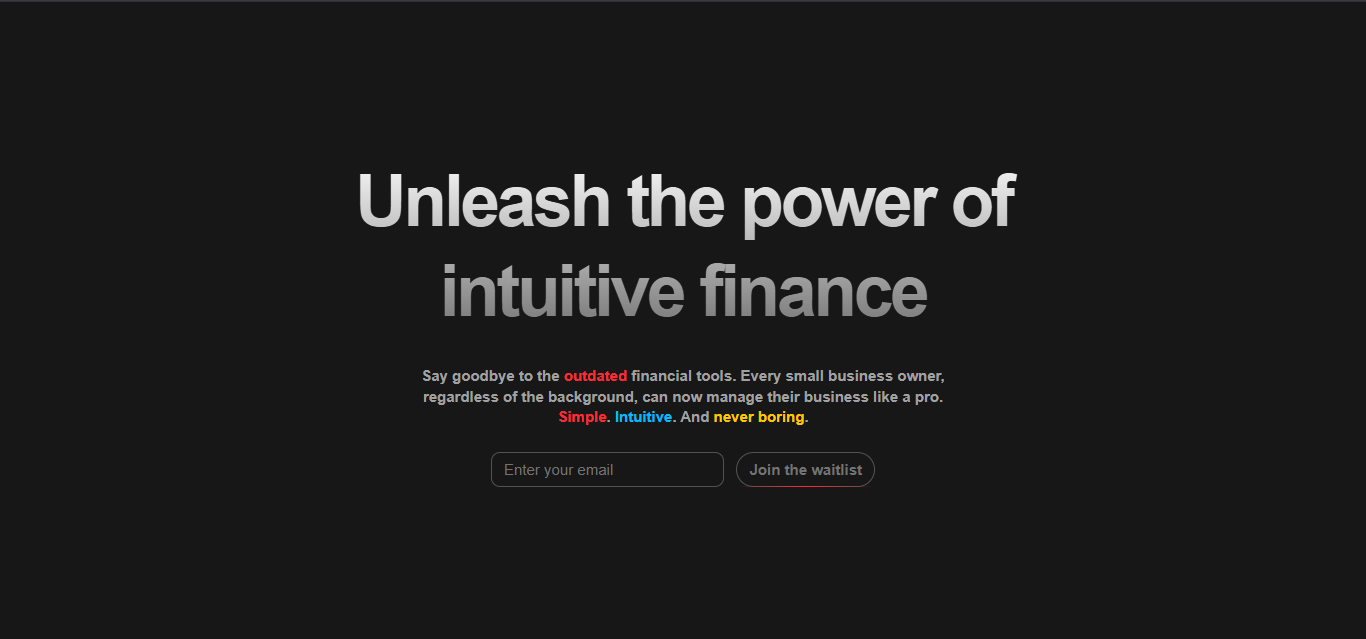 Unleash the power of
intuitive finance
Say goodbye to the outdated financial tools. Every small business owner,
regardless of the background, can now manage their business like a pro.
Simple. Intuitive. And never boring.
Enter your email
Join the waitlist